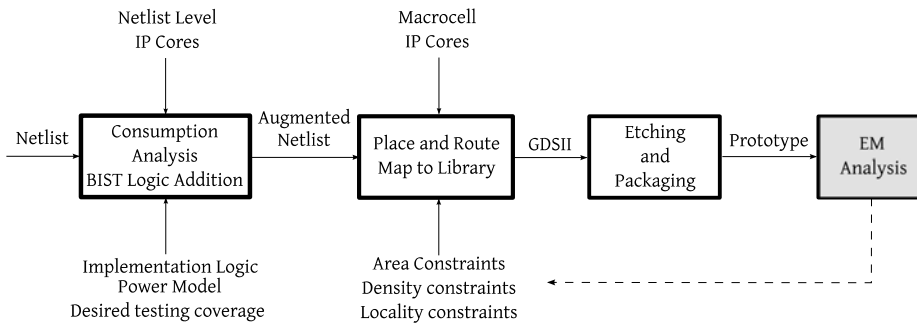 Netlist Level
IP Cores
Macrocell
IP Cores
Netlist
Consumption
Analysis
BIST Logic Addition
Augmented
Netlist
Place and Route
Map to Library
GDSII
Etching
and
Packaging
Prototype
EM
Analysis
Implementation Logic
Power Model
Desired testing coverage
Area Constraints
Density constraints
Locality constraints